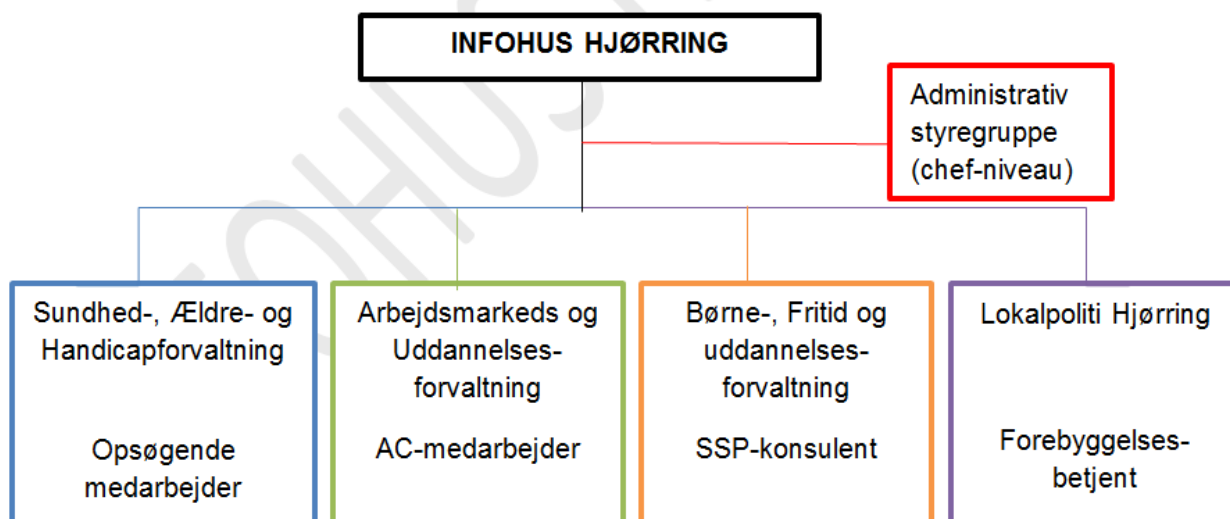 INFOHUS HJØRRING
Administrativ
styregruppe
(chef-niveau)
Sundhed-, Ældre- og
Handicapforvaltning
Opsøgende
medarbejder
Arbejdsmarkeds og
Uddannelses-
forvaltning
AC-medarbejder
Børne-, Fritid og
uddannelses-
forvaltning
SSP-konsulent
Lokalpoliti Hjørring
Forebyggelses-
betjent